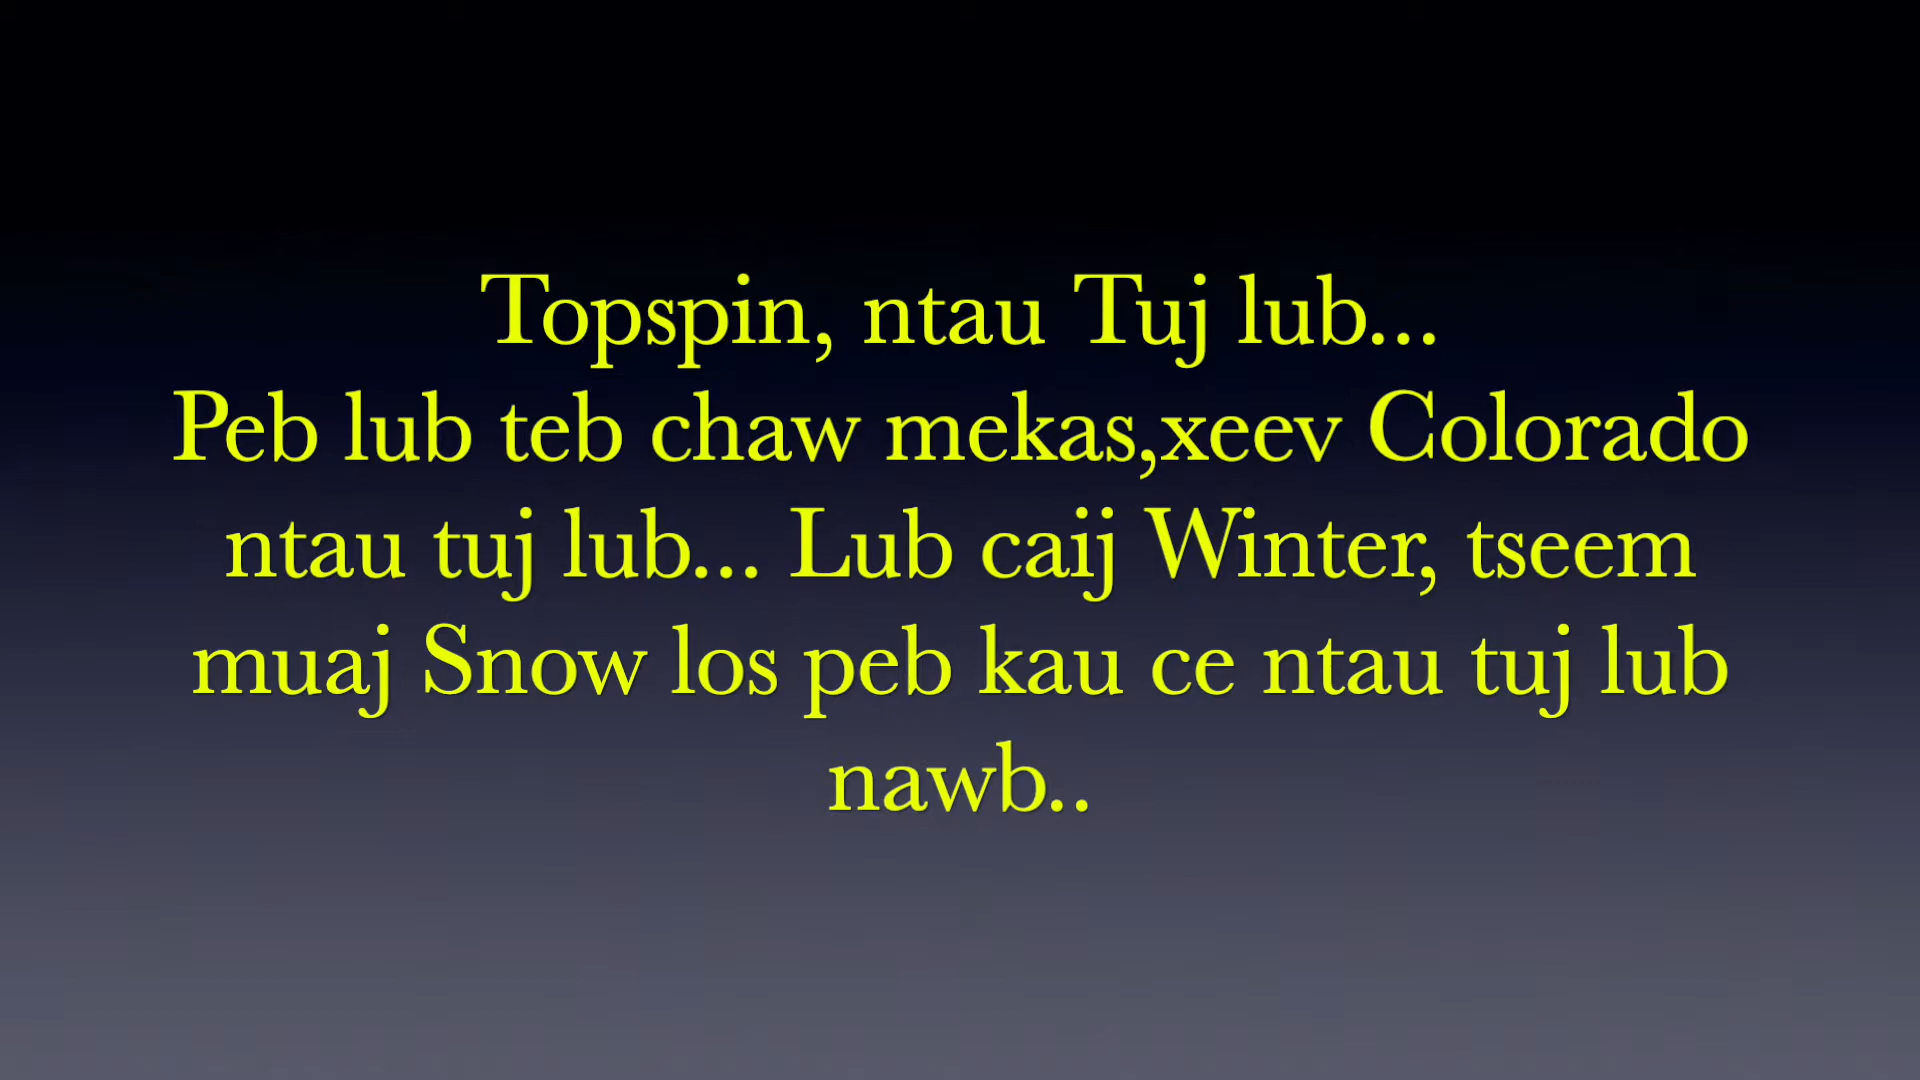 Topspin, ntau Tuj lub...
Peb lub teb chaw mekas,xeev Colorado
ntau tuj lub... Lub caij Winter, tseem
muaj Snow los peb kau ce ntau tuj lub
nawb..